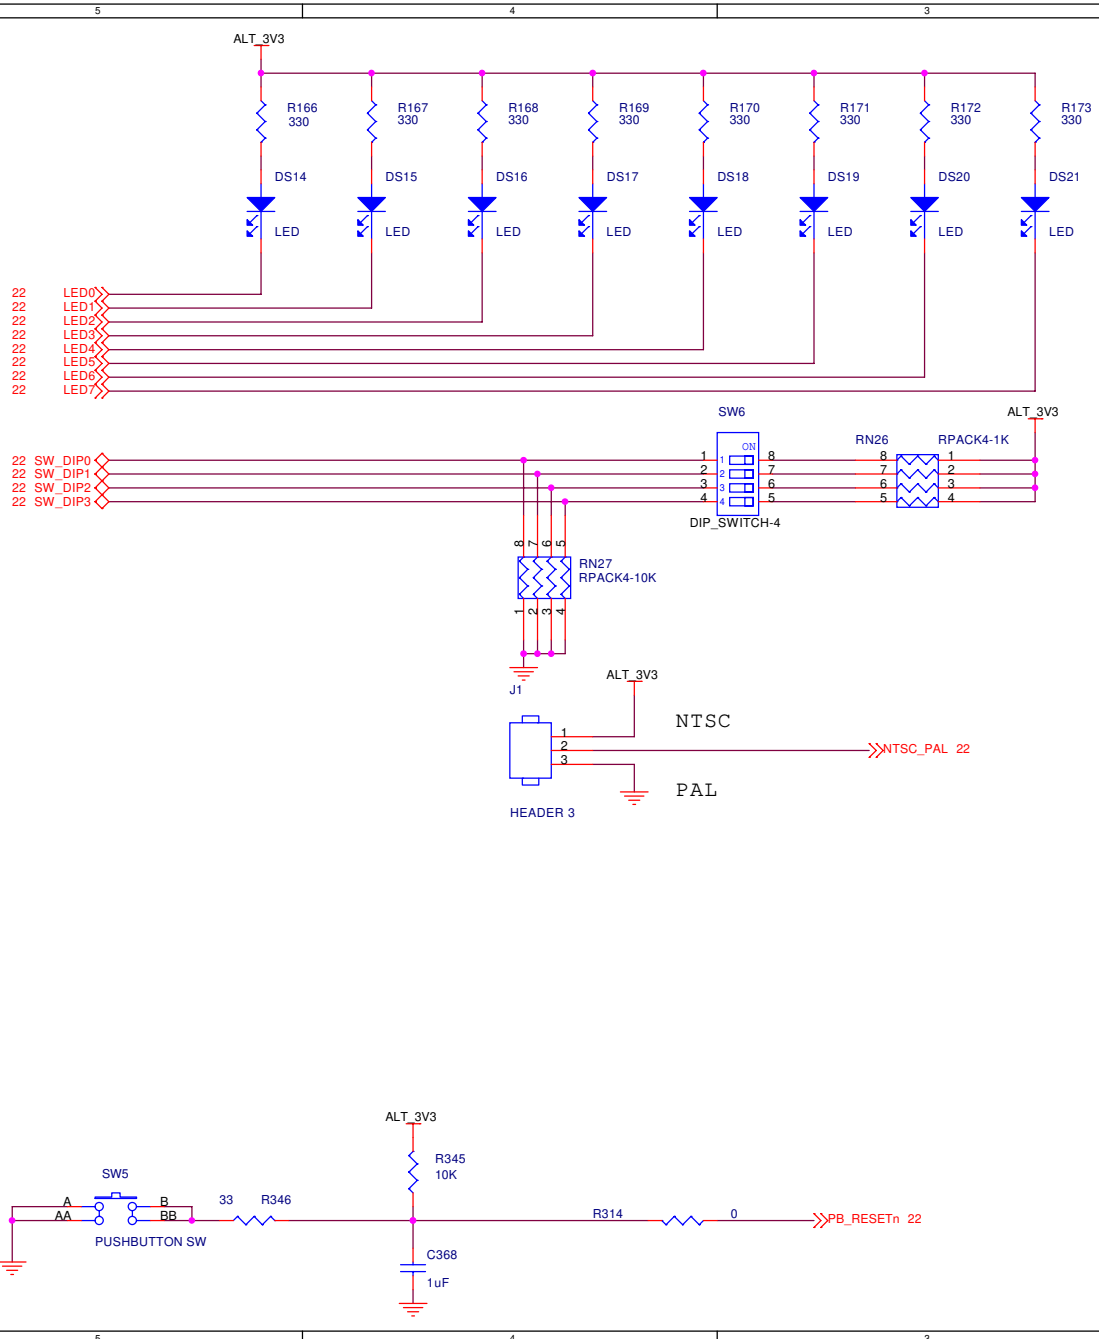 5 4 3
ALT_3V3
R166 R167 R168 R169 R170 R171 R172 R173
330 330 330 330 330 330 330 330
DS14 DS15 DS16 DS17 DS18 DS19 DS20 DS21
LED LED LED LED LED LED LED LED
22 LED0
22 LED1
22 LED2
22 LED3
22 LED4
22 LED5
22 LED6
22 LED7
SW6 ALT_3V3
RN26 RPACK4-1K
ON
22 SW_DIP0 1 1 8 8 1
22 SW_DIP1 2 2 7 7 2
22 SW_DIP2 3 3 6 6 3
22 SW_DIP3 4 4 5 5 4
DIP_SWITCH-4
8 7 6 5
RN27
RPACK4-10K
1 2 3 4
ALT_3V3
J1
NTSC
1
2 NTSC_PAL 22
3
PAL
HEADER 3
ALT_3V3
R345
10K
SW5
A B 33 R346 R314 0 PB_RESETn 22
AA BB
PUSHBUTTON SW
C368
1uF
5 4 3